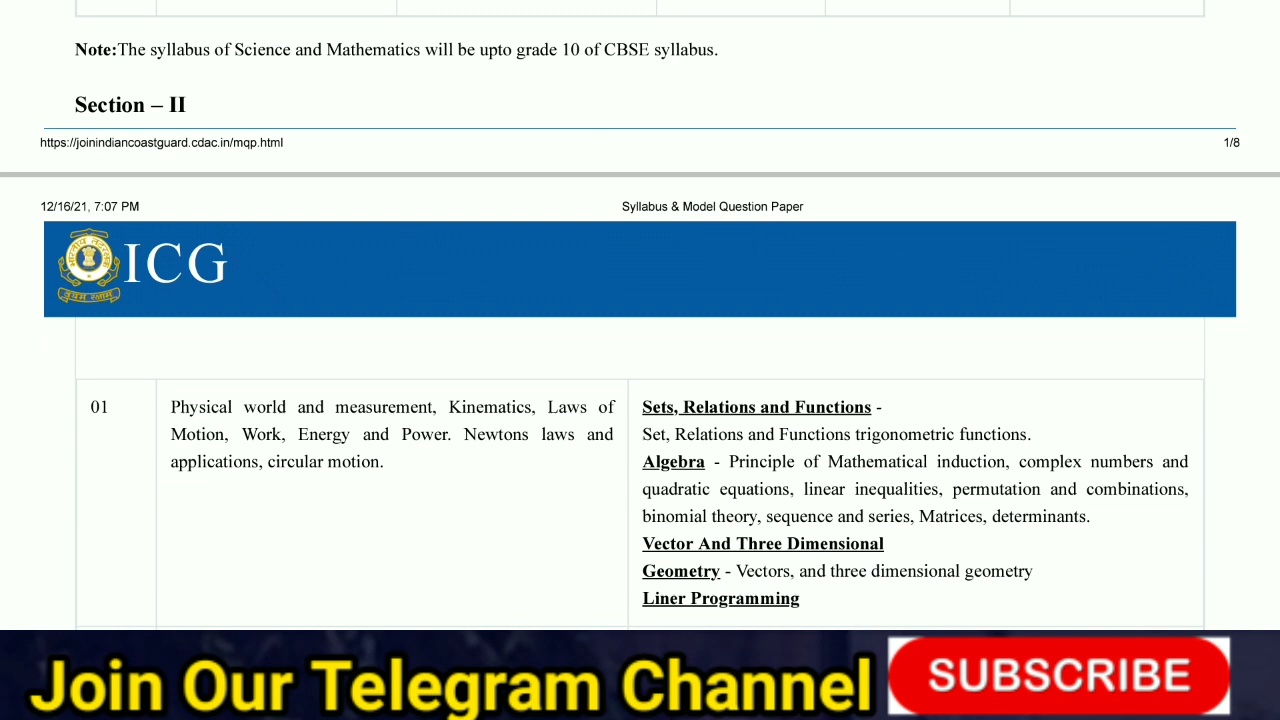 Note:The syllabus of Science and Mathematics will be upto grade 10 of CBSE syllabus.
Section – II
https://joinindiancoastguard.cdac.in/mqp.html 1/8
12/16/21, 7:07 PM Syllabus & Model Question Paper
ICG
01
Physical world and measurement, Kinematics, Laws of
Motion, Work, Energy and Power. Newtons laws and
applications, circular motion.
Sets, Relations and Functions -
Set, Relations and Functions trigonometric functions.
Algebra - Principle of Mathematical induction, complex numbers and
quadratic equations, linear inequalities, permutation and combinations,
binomial theory, sequence and series, Matrices, determinants.
Vector And Three Dimensional
Geometry - Vectors, and three dimensional geometry
Liner Programming
Join Our Telegram Channel
SUBSCRIBE